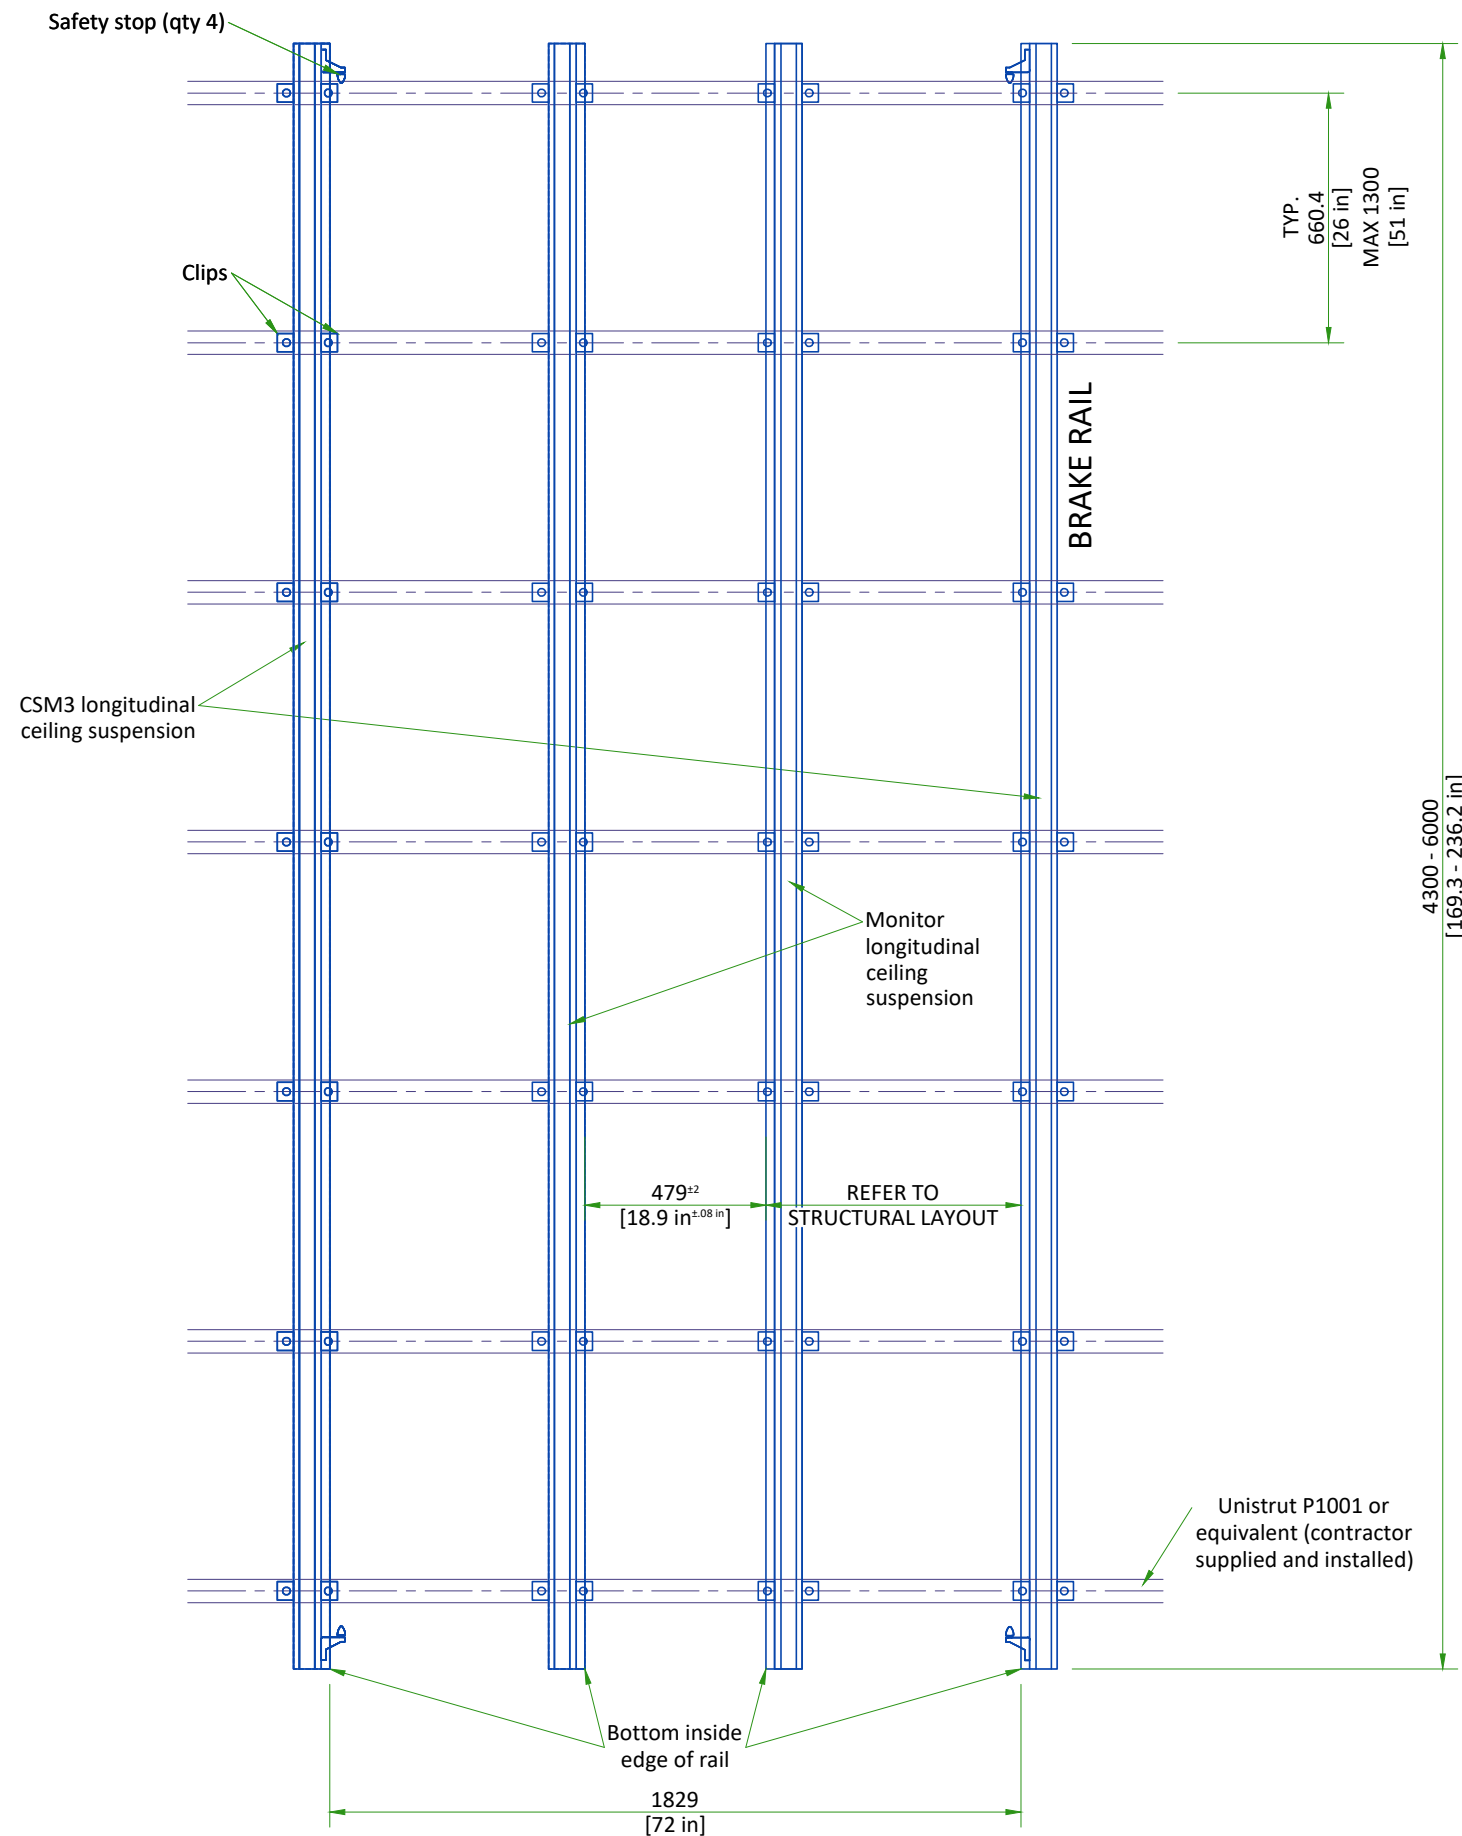 Safety stop (qty 4)
Clips
TYP.
660.4
[26 in]
MAX 1300
[51 in]
BRAKE RAIL
CSM3 longitudinal
ceiling suspension
4300 - 6000
[169.3 - 236.2 in]
Monitor
longitudinal
ceiling
suspension
479±2
[18.9 in±.08 in]
REFER TO
STRUCTURAL LAYOUT
Unistrut P1001 or
equivalent (contractor
supplied and installed)
Bottom inside
edge of rail
1829
[72 in]